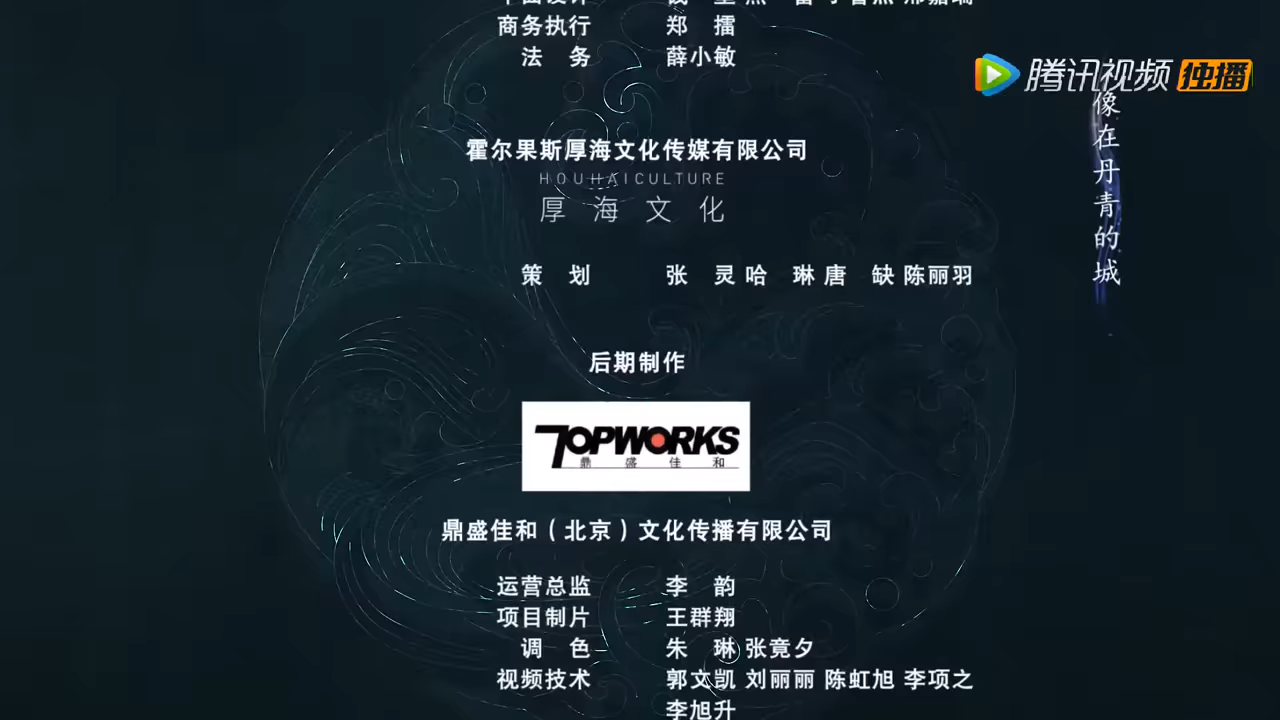 商务执行 郑 擂
法 务 薛小敏
腾讯视频 独播
像在丹青的城
霍尔果斯厚海文化传媒有限公司
HOUHAICULTURE
厚海文化
策 划 张 灵 哈 琳 唐 缺 陈丽羽
后期制作
TOPWORKS
鼎盛佳和
鼎盛佳和（北京）文化传播有限公司
运营总监 李 韵
项目制片 王群翔
调 色 朱 琳 张竟夕
视频技术 郭文凯 刘丽丽 陈虹旭 李项之
李旭升